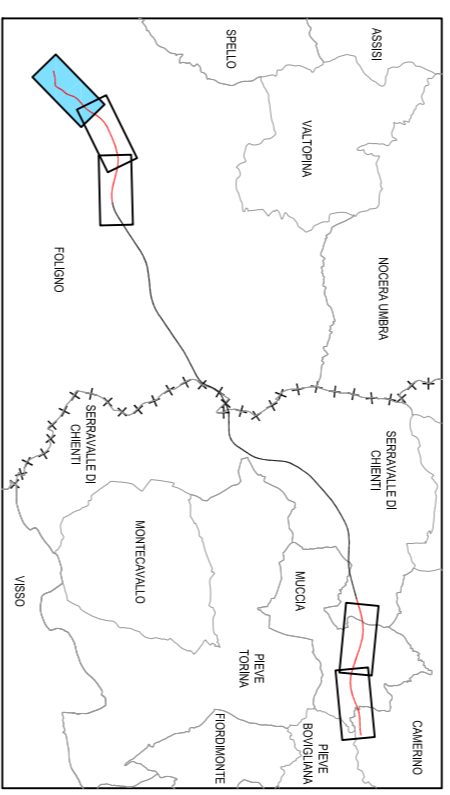 ASSISI
SPELLO
VALTOPINA
NOCERA UMBRA
FOLIGNO
SERRAVALLE DI
CHIENTI
SERRAVALLE DI
CHIENTI
MUCCIA
MONTECAVALLO
VISSO
PIEVE
TORINA
CAMERINO
PIEVE
BOVIGLIANA
FIORDIMONTE